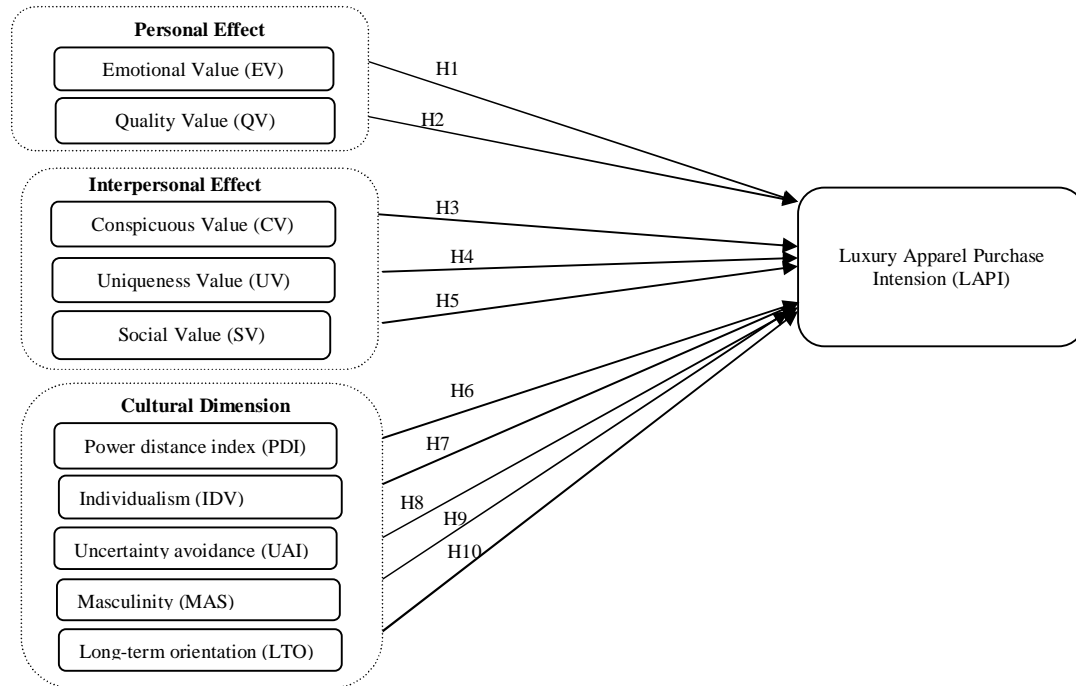 Personal Effect
Emotional Value (EV)
Quality Value (QV)
H1
H2
Interpersonal Effect
Conspicuous Value (CV)
Uniqueness Value (UV)
Social Value (SV)
H3
H4
H5
Cultural Dimension
Power distance index (PDI)
Individualism (IDV)
Uncertainty avoidance (UAI)
Masculinity (MAS)
Long-term orientation (LTO)
H6
H7
H8
H9
H10
Luxury Apparel Purchase
Intension (LAPI)